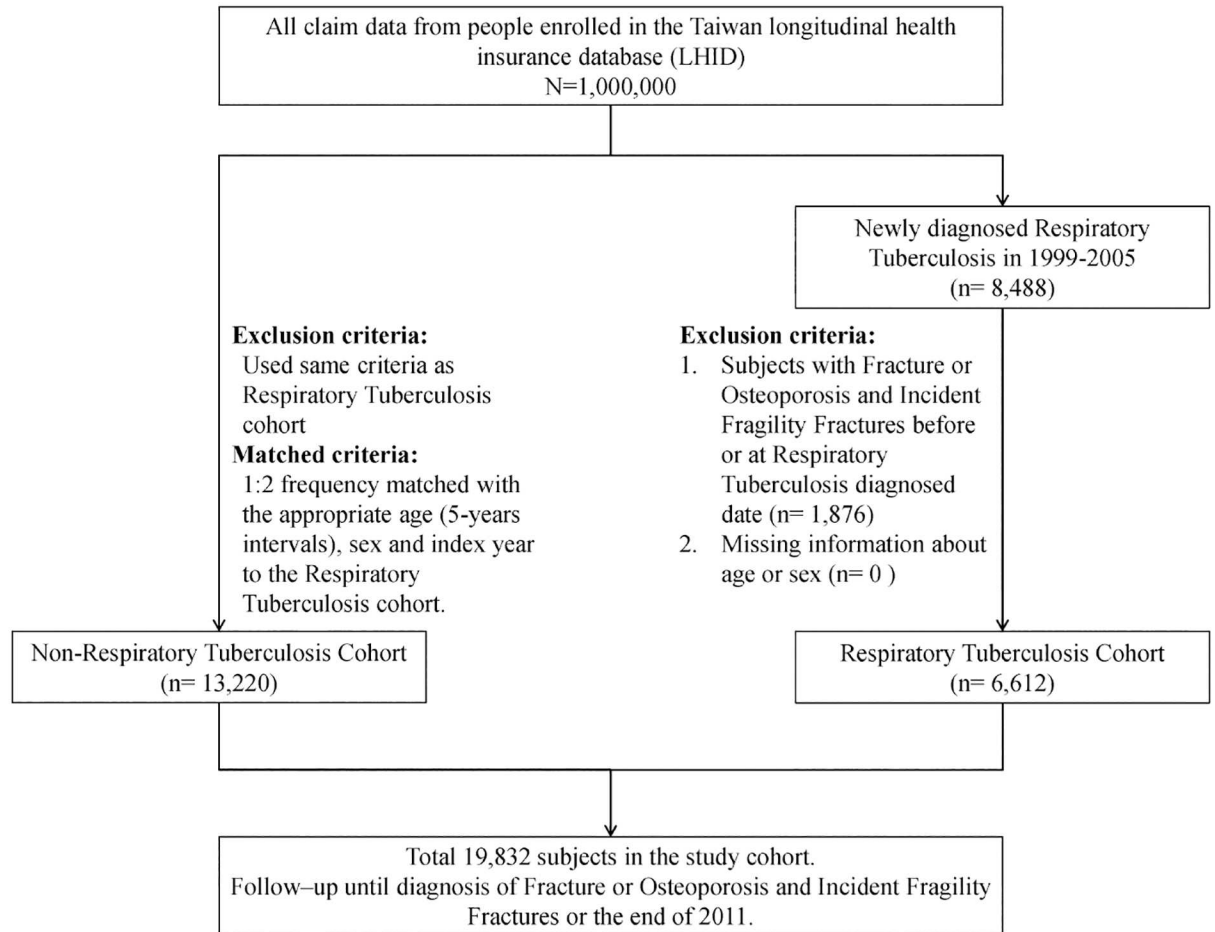 All claim data from people enrolled in the Taiwan longitudinal health
insurance database (LHID)
N=1,000,000
Newly diagnosed Respiratory
Tuberculosis in 1999-2005
(n= 8,488)
Exclusion criteria:
Used same criteria as
Respiratory Tuberculosis
cohort
Matched criteria:
1:2 frequency matched with
the appropriate age (5-years
intervals), sex and index year
to the Respiratory
Tuberculosis cohort.
Exclusion criteria:
1. Subjects with Fracture or
Osteoporosis and Incident
Fragility Fractures before
or at Respiratory
Tuberculosis diagnosed
date (n= 1,876)
2. Missing information about
age or sex (n= 0 )
Non-Respiratory Tuberculosis Cohort
(n= 13,220)
Respiratory Tuberculosis Cohort
(n= 6,612)
Total 19,832 subjects in the study cohort.
Follow–up until diagnosis of Fracture or Osteoporosis and Incident Fragility
Fractures or the end of 2011.